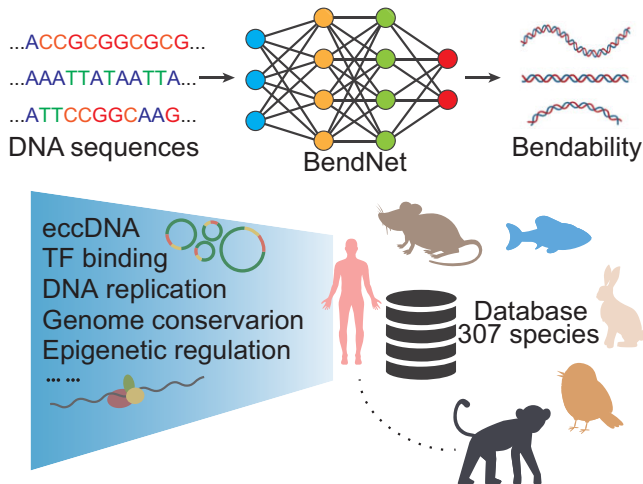 ...ACCGCGGCGCG...
...AAATTATAATTA...
...ATTCCGGCAAG...
DNA sequences
BendNet
Bendability
eccDNA
TF binding
DNA replication
Genome conservarion
Epigenetic regulation
... ...
Database
307 species